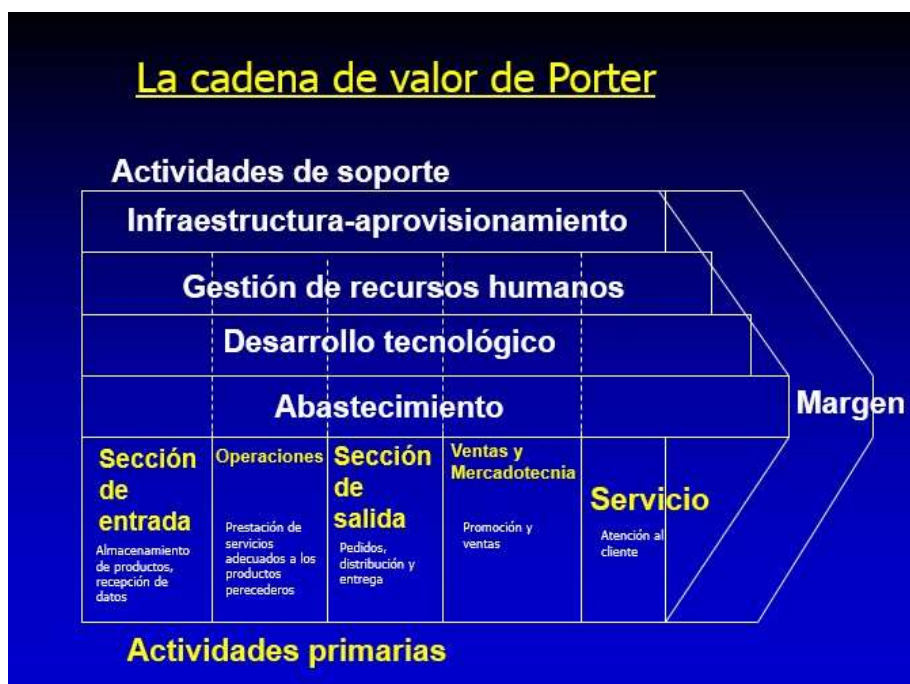 La cadena de valor de Porter
Actividades de soporte
Infraestructura-aprovisionamiento
Gestión de recursos humanos
Desarrollo tecnológico
Abastecimiento
Margen
Sección
de
entrada
Almacenamiento
de productos,
recepción de
datos
Operaciones
Prestación de
servicios
adecuados a los
productos
perecederos
Sección
de
salida
Pedidos,
distribución y
entrega
Ventas y
Mercadotecnia
Promoción y
ventas
Servicio
Atención al
cliente
Actividades primarias